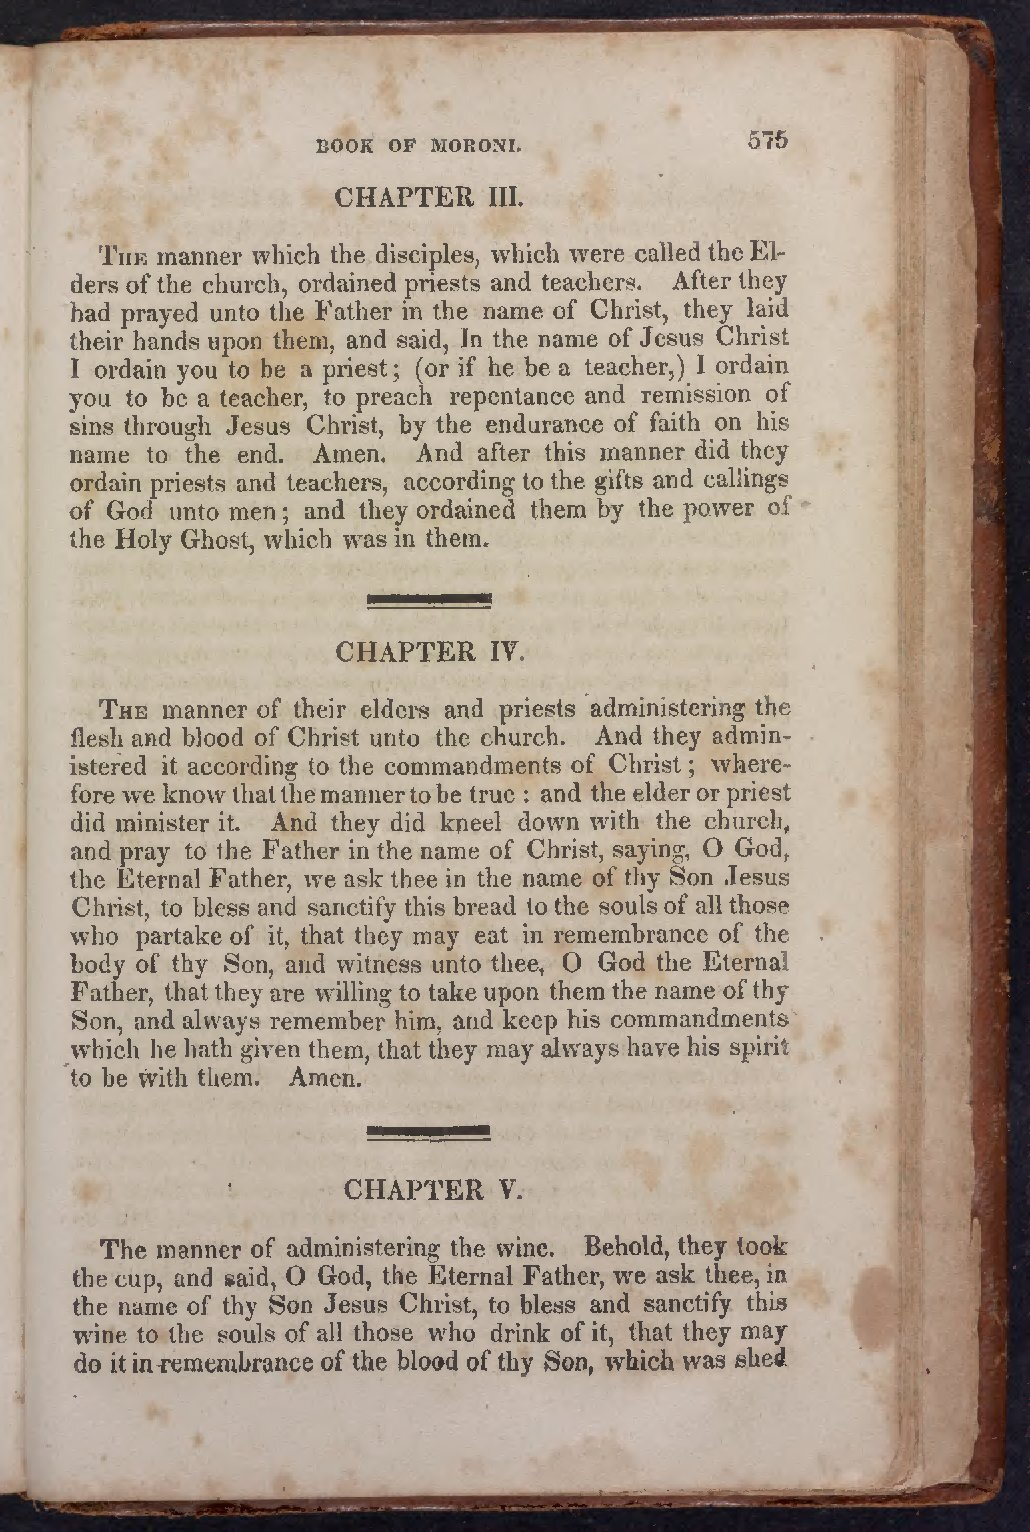 BOOK OF MORONI. 575
CHAPTER III.
THE manner which the disciples, which were called the El-
ders of the church, ordained priests and teachers. After they
had prayed unto the Father in the name of Christ, they laid
their hands upon them, and said, In the name of Jesus Christ
I ordain you to be a priest; (or if he be a teacher,) I ordain
you to be a teacher, to preach repentance and remission of
sins through Jesus Christ, by the endurance of faith on his
name to the end. Amen. And after this manner did they
ordain priests and teachers, according to the gifts and callings
of God unto men; and they ordained them by the power of
the Holy Ghost, which was in them.
CHAPTER IV.
THE manner of their elders and priests administering the
flesh and blood of Christ unto the church. And they admin-
istered it according to the commandments of Christ; where-
fore we know that the manner to be true : and the elder or priest
did minister it. And they did kneel down with the church,
and pray to the Father in the name of Christ, saying, O God,
the Eternal Father, we ask thee in the name of thy Son Jesus
Christ, to bless and sanctify this bread to the souls of all those
who partake of it, that they may eat in remembrance of the
body of thy Son, and witness unto thee, O God the Eternal
Father, that they are willing to take upon them the name of thy
Son, and always remember him, and keep his commandments
which he hath given them, that they may always have his spirit
to be with them. Amen.
CHAPTER V.
The manner of administering the wine. Behold, they took
the cup, and said, O God, the Eternal Father, we ask thee, in
the name of thy Son Jesus Christ, to bless and sanctify this
wine to the souls of all those who drink of it, that they may
do it in remembrance of the blood of thy Son, which was shed